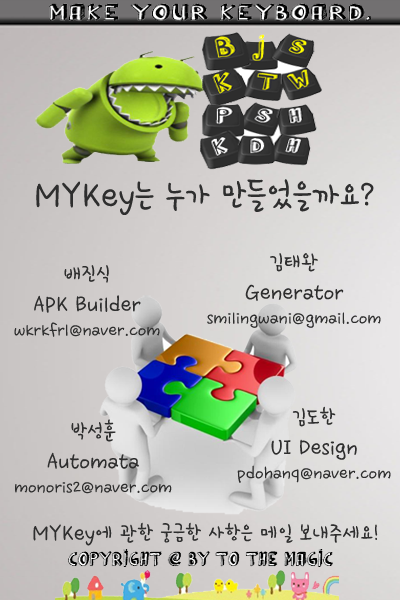 MAKE YOUR KEYBOARD.
B J S
K T W
P S H
K D H
MYKey는 누가 만들었을까요?
배진식
APK Builder
wkrkfrl@naver.com
김태완
Generator
smilingwani@gmail.com
박성훈
Automata
monoris2@naver.com
김도한
UI Design
pdohanq@naver.com
MYKey에 관한 궁금한 사항은 메일 보내주세요!
COPYRIGHT @ BY TO THE MAGIC